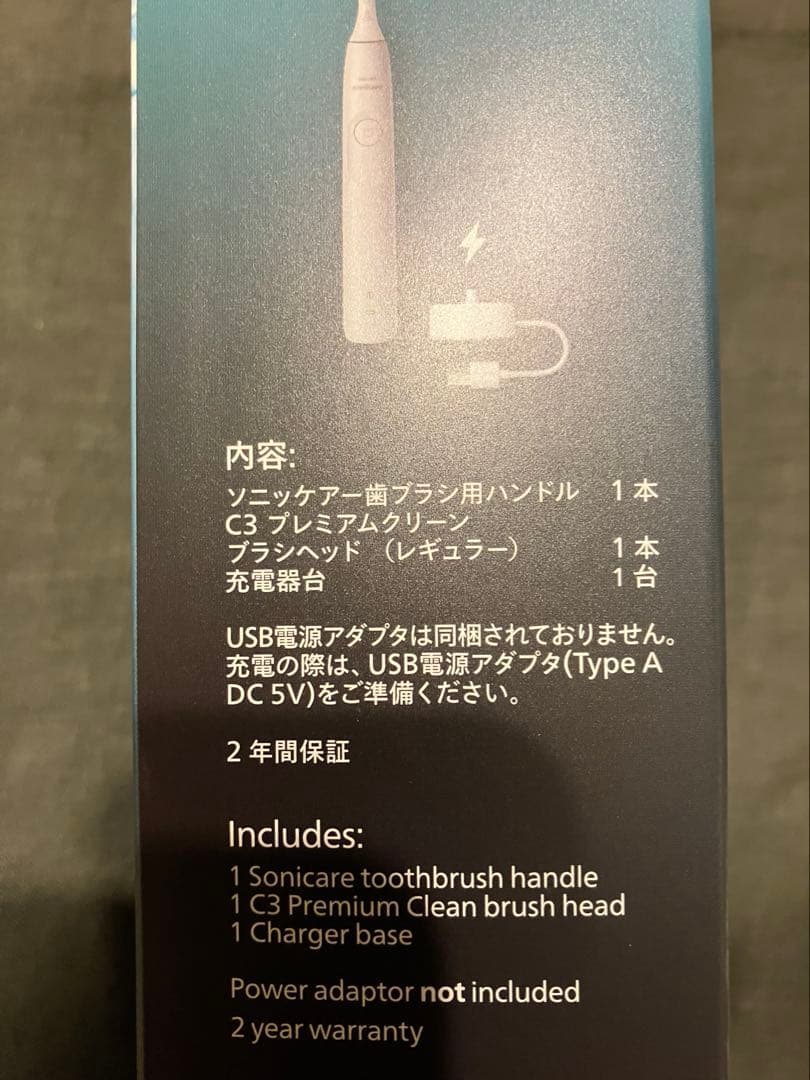 内容:
ソニッケアー歯ブラシ用ハンドル 1本
C3 プレミアムクリーン
ブラシヘッド （レギュラー） 1本
充電器台 1台
USB電源アダプタは同梱されておりません。
充電の際は、USB電源アダプタ(Type A
DC 5V)をご準備ください。
2 年間保証
Includes:
1 Sonicare toothbrush handle
1 C3 Premium Clean brush head
1 Charger base
Power adaptor not included
2 year warranty